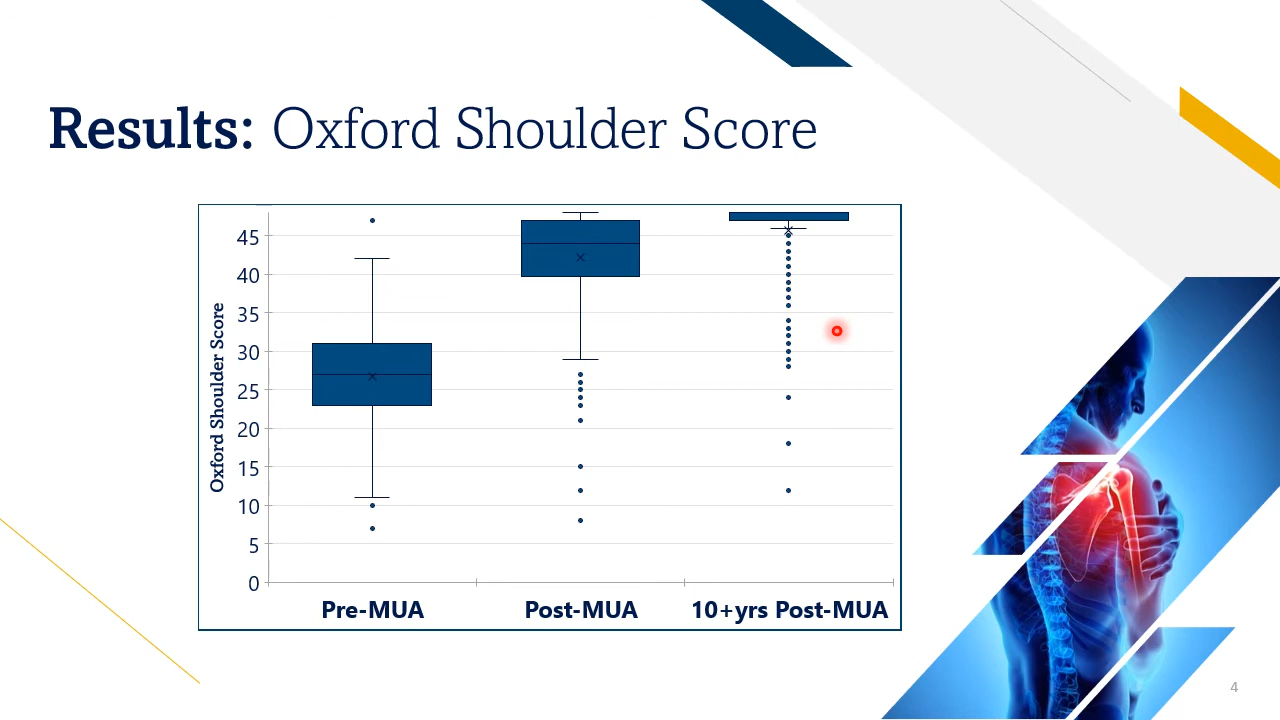 Results: Oxford Shoulder Score
Oxford Shoulder Score
45
40
35
30
25
20
15
10
5
0
Pre-MUA
Post-MUA
10+yrs Post-MUA
4